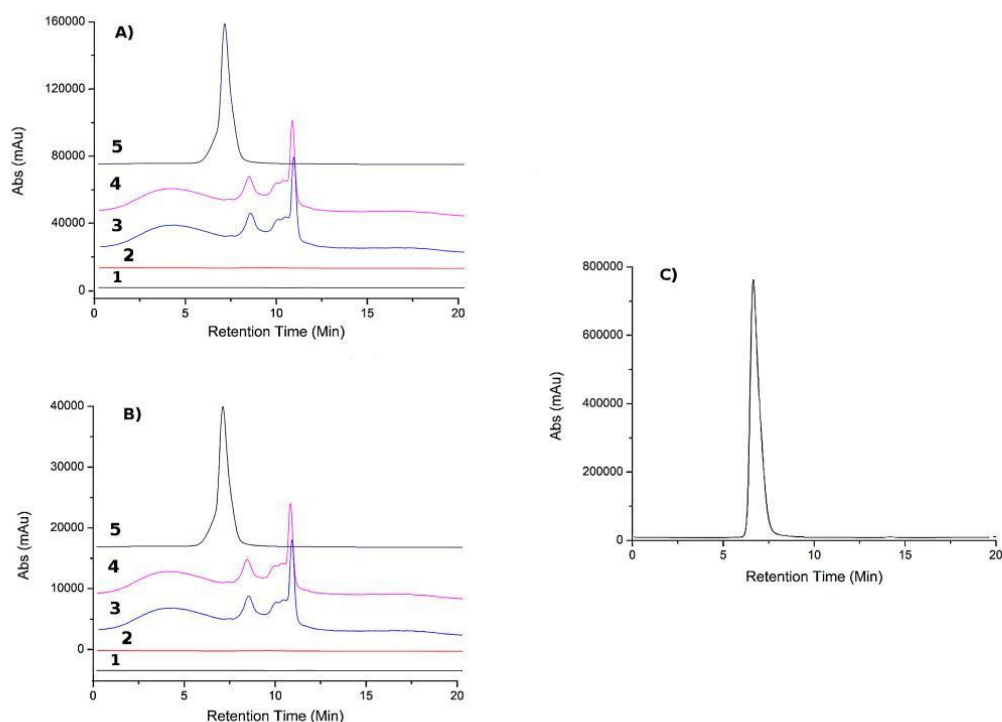 A)
160000
120000
80000
40000
0
Abs (mAu)
5
4
3
2
1
0 5 10 15 20
Retention Time (Min)
B)
40000
30000
20000
10000
0
Abs (mAu)
5
4
3
2
1
0 5 10 15 20
Retention Time (Min)
C)
800000
600000
400000
200000
0
Abs (mAu)
0 5 10 15 20
Retention Time (Min)